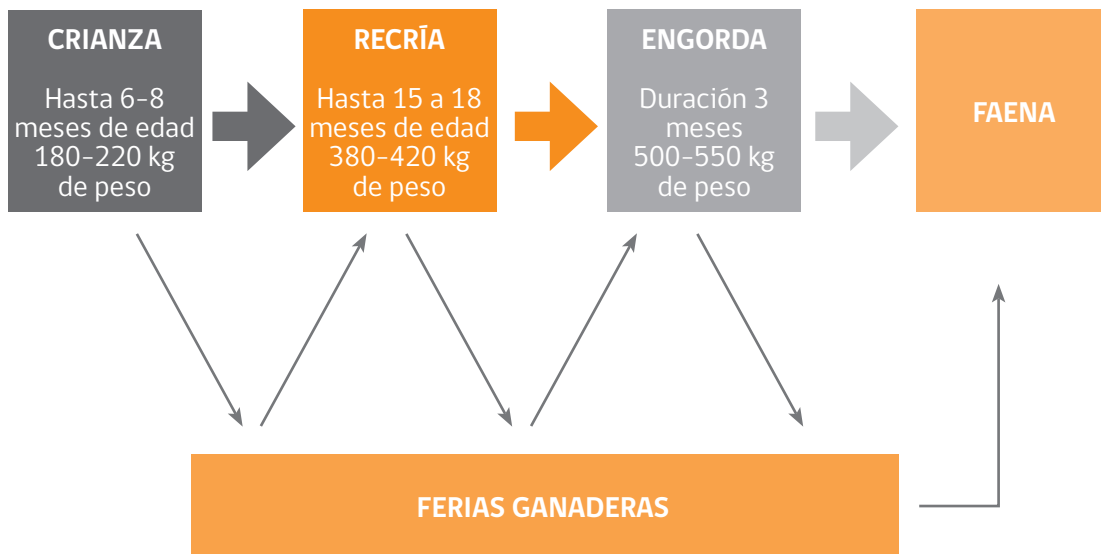 CRIANZA
Hasta 6-8
meses de edad
180-220 kg
de peso
RECRÍA
Hasta 15 a 18
meses de edad
380-420 kg
de peso
ENGORDA
Duración 3
meses
500-550 kg
de peso
FAENA
FERIAS GANADERAS